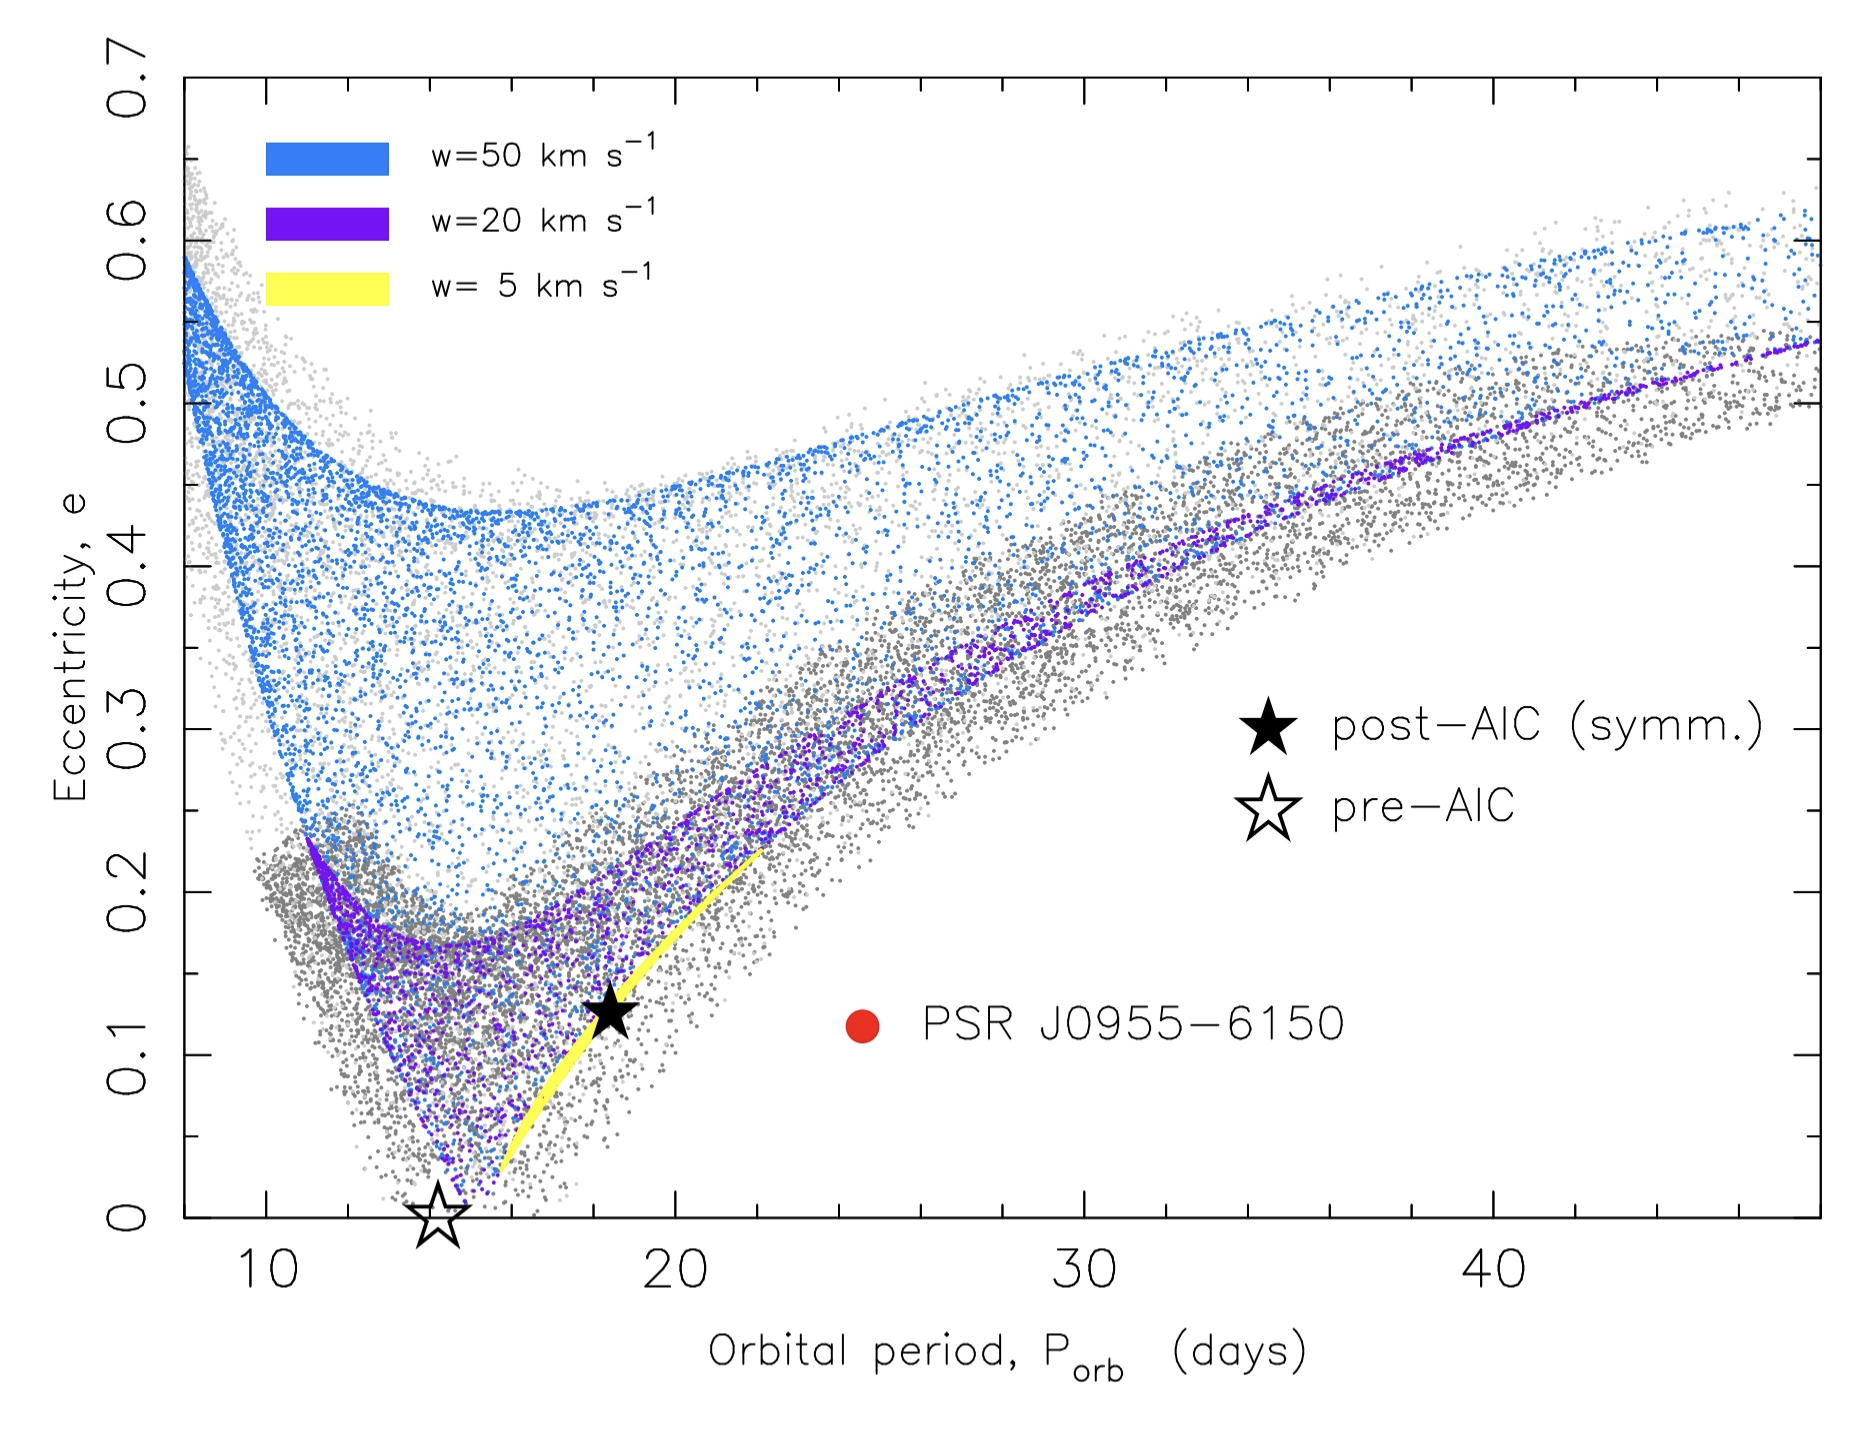 0.7
0.6
0.5
0.4
0.3
0.2
0.1
0
Eccentricity, e
w=50 km s⁻¹
w=20 km s⁻¹
w= 5 km s⁻¹
post-AIC (symm.)
pre-AIC
PSR J0955-6150
10 20 30 40
Orbital period, Porb (days)